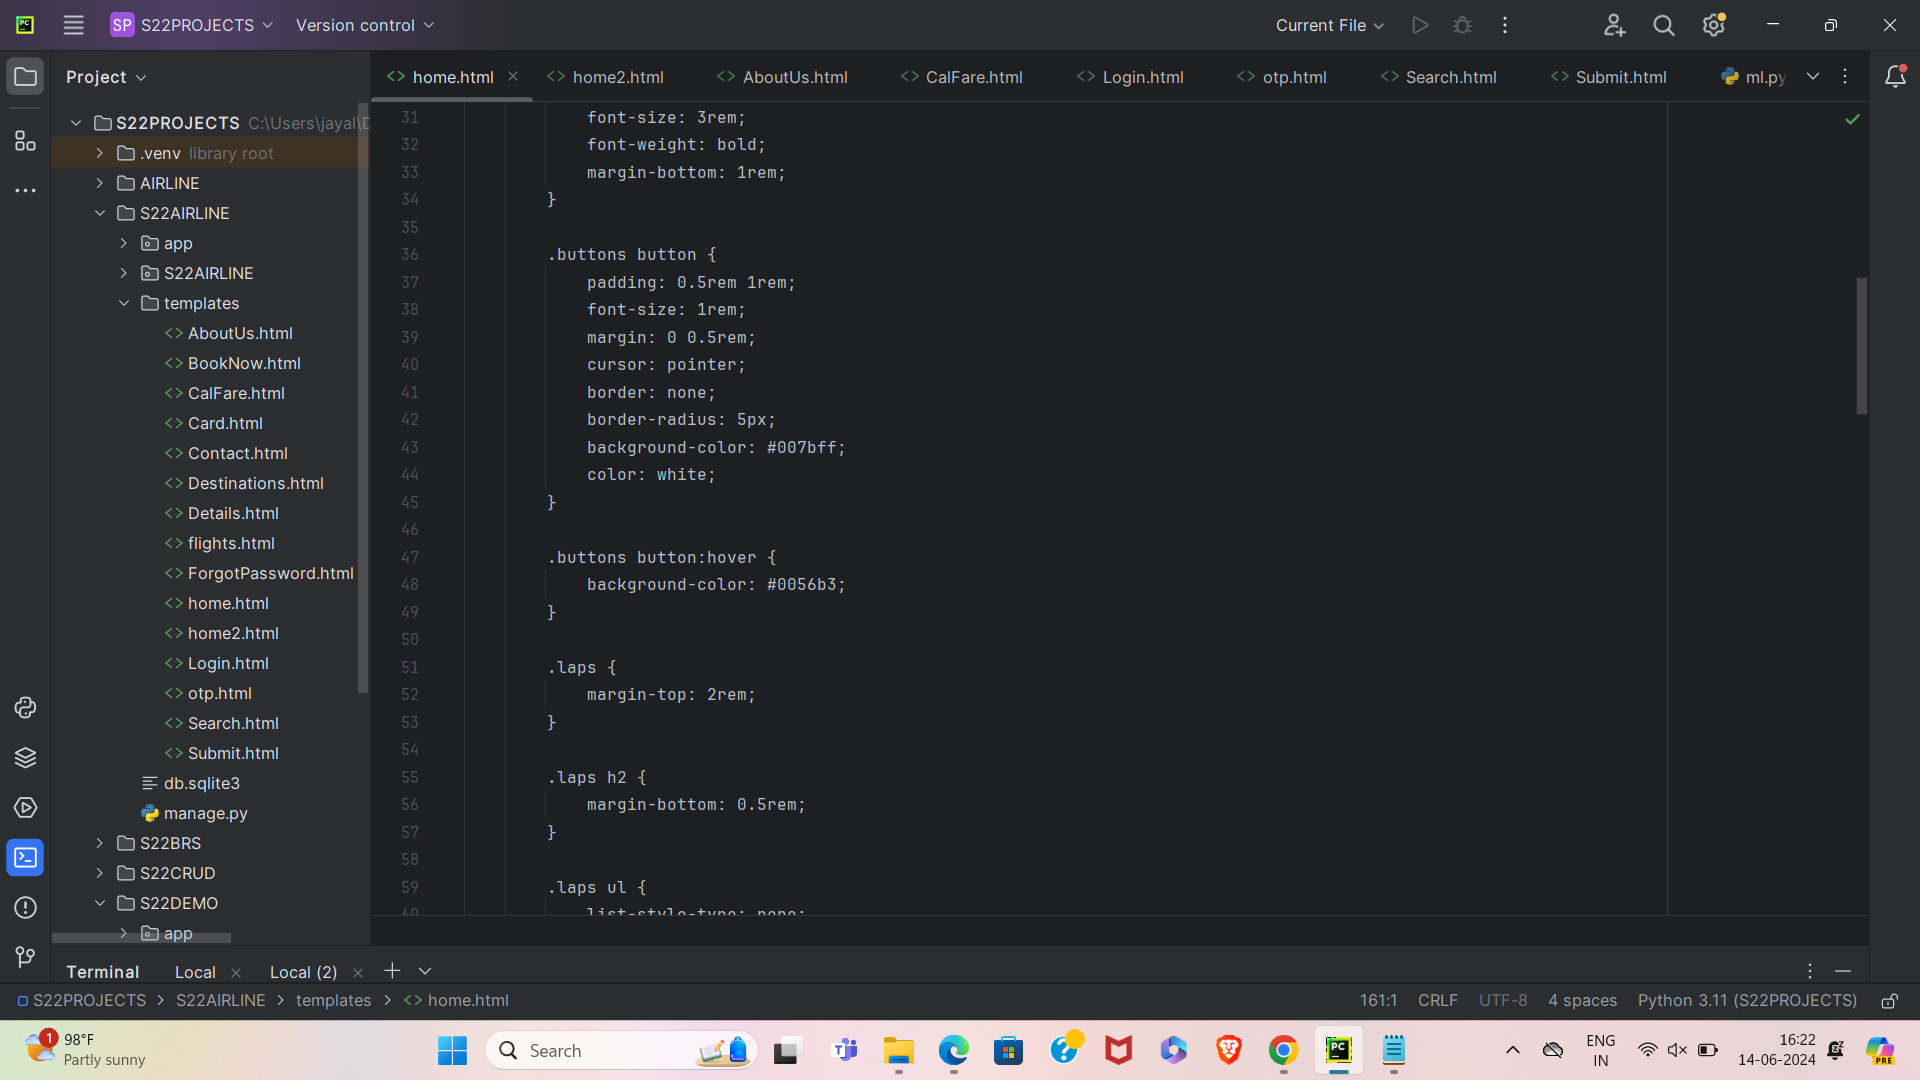 PC SP S22PROJECTS Version control Current File
Project
home.html home2.html AboutUs.html CalFare.html Login.html otp.html Search.html Submit.html ml.py
S22PROJECTS C:\Users\jayal\D
.venv library root
AIRLINE
S22AIRLINE
app
S22AIRLINE
templates
AboutUs.html
BookNow.html
CalFare.html
Card.html
Contact.html
Destinations.html
Details.html
flights.html
ForgotPassword.html
home.html
home2.html
Login.html
otp.html
Search.html
Submit.html
db.sqlite3
manage.py
S22BRS
S22CRUD
S22DEMO
app
31 font-size: 3rem;
32 font-weight: bold;
33 margin-bottom: 1rem;
34 }
35
36 .buttons button {
37 padding: 0.5rem 1rem;
38 font-size: 1rem;
39 margin: 0 0.5rem;
40 cursor: pointer;
41 border: none;
42 border-radius: 5px;
43 background-color: #007bff;
44 color: white;
45 }
46
47 .buttons button:hover {
48 background-color: #0056b3;
49 }
50
51 .laps {
52 margin-top: 2rem;
53 }
54
55 .laps h2 {
56 margin-bottom: 0.5rem;
57 }
58
59 .laps ul {
60 list-style-type: none;
Terminal Local Local (2)
S22PROJECTS > S22AIRLINE > templates > home.html 161:1 CRLF UTF-8 4 spaces Python 3.11 (S22PROJECTS)
1 98°F
Partly sunny
Search
ENG
IN
16:22
14-06-2024
PRE